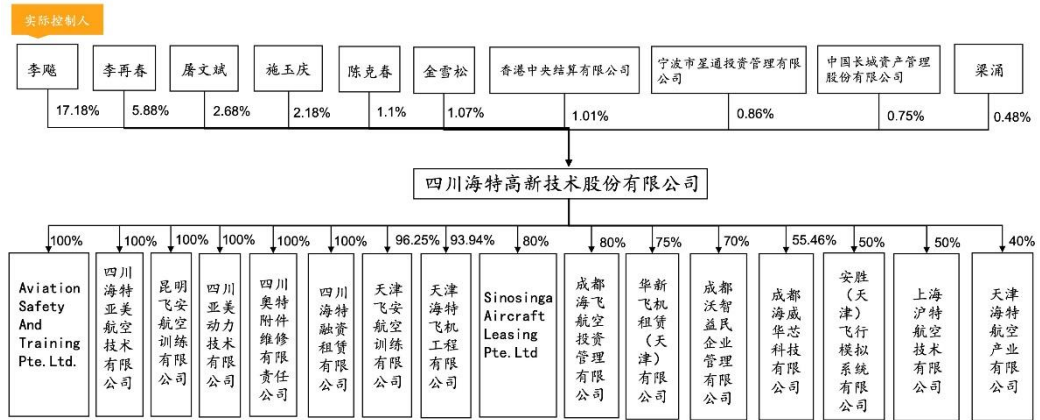 实际控制人
李飚
李再春
屠文斌
施玉庆
陈克春
金雪松
香港中央结算有限公司
宁波市星通投资管理有限
公司
中国长城资产管理
股份有限公司
梁涌
17.18%
5.88%
2.68%
2.18%
1.1%
1.07%
1.01%
0.86%
0.75%
0.48%
四川海特高新技术股份有限公司
100%
100%
100%
100%
100%
100%
96.25%
93.94%
80%
80%
75%
70%
55.46%
50%
50%
40%
Aviation
Safety
And
Training
Pte.Ltd.
四川
海特
亚美
航空
技术
有限
公司
昆明
飞安
航空
训练
有限
公司
四川
亚美
动力
技术
有限
公司
四川
奥特
附件
维修
有限
责任
公司
四川
海特
融资
租赁
有限
公司
天津
飞安
航空
训练
有限
公司
天津
海特
飞机
工程
有限
公司
Sinosinga
Aircraft
Leasing
Pte.Ltd
成都
海飞
航空
投资
管理
有限
公司
华新
飞机
租赁
（天
津）
有限
公司
成都
沃智
益民
企业
管理
有限
公司
成都
海威
华芯
科技
有限
公司
安胜
（天
津）
飞行
模拟
系统
有限
公司
上海
沪特
航空
技术
有限
公司
天津
海特
航空
产业
有限
公司